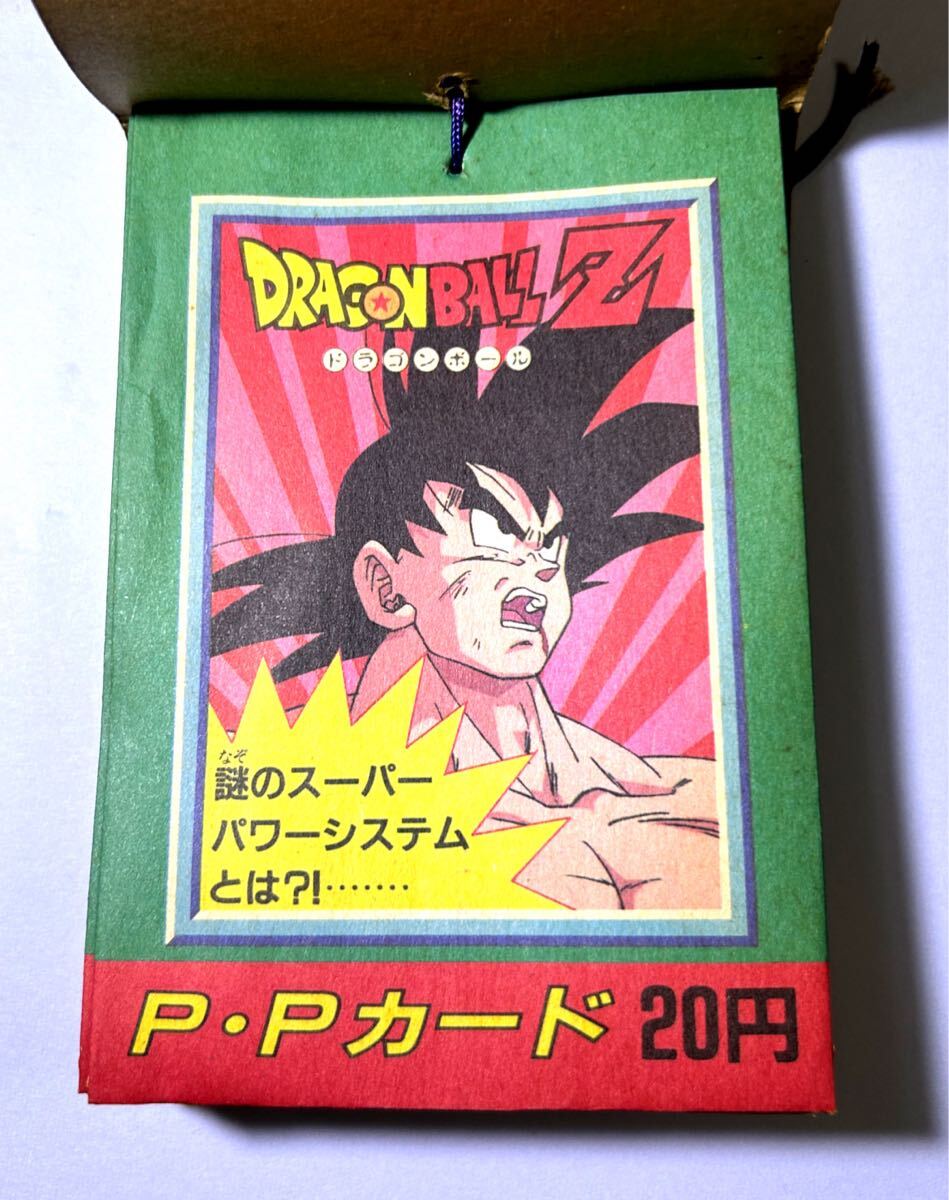 DRAGON BALL Z
ドラゴンボール
なぞ
謎のスーパー
パワーシステム
とは?!‥‥‥‥
P・Pカード 20円